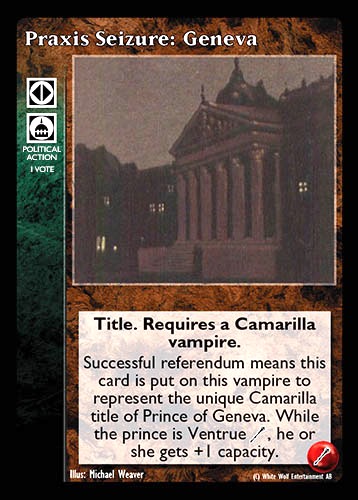 Praxis Seizure: Geneva
POLITICAL
ACTION
1 VOTE
Title. Requires a Camarilla
vampire.
Successful referendum means this
card is put on this vampire to
represent the unique Camarilla
title of Prince of Geneva. While
the prince is Ventrue , he or
she gets +1 capacity.
Illus: Michael Weaver
(C) White Wolf Entertainment AB